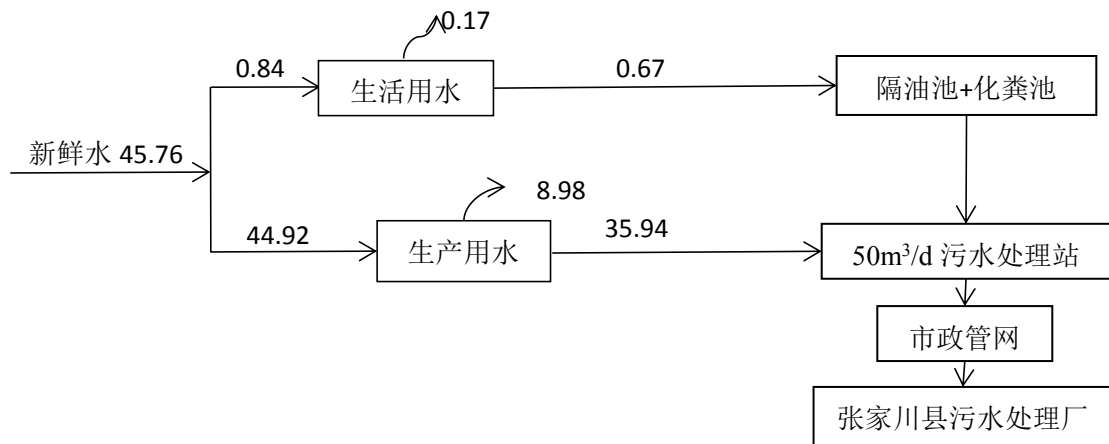 0.17
0.84
生活用水
0.67
隔油池+化粪池
新鲜水 45.76
8.98
44.92
生产用水
35.94
50m³/d 污水处理站
市政管网
张家川县污水处理厂